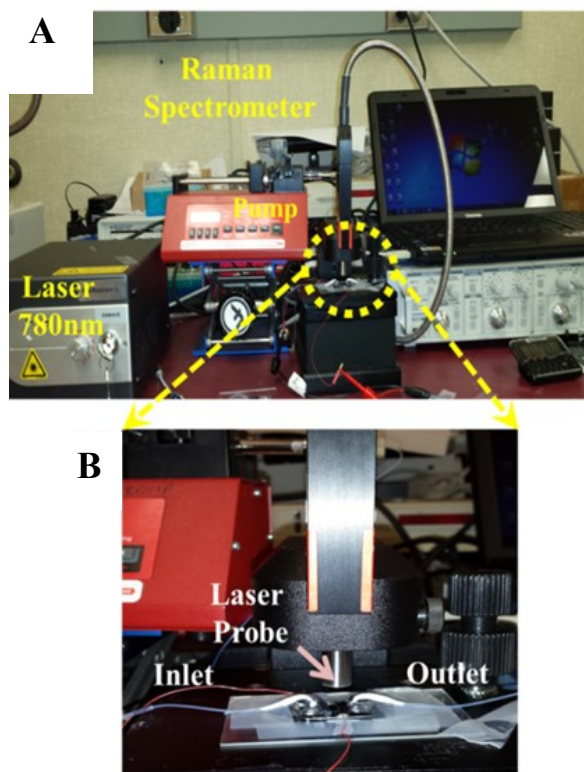 A
Raman
Spectrometer
Pump
Laser
780nm
B
Laser
Probe
Inlet
Outlet